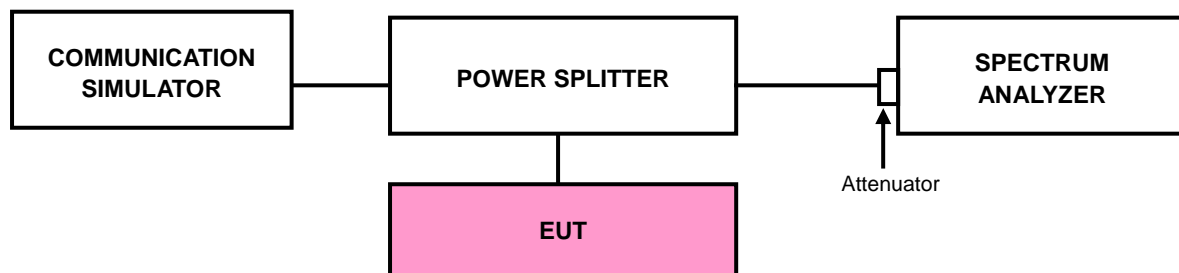 COMMUNICATION
SIMULATOR
POWER SPLITTER
SPECTRUM
ANALYZER
Attenuator
EUT